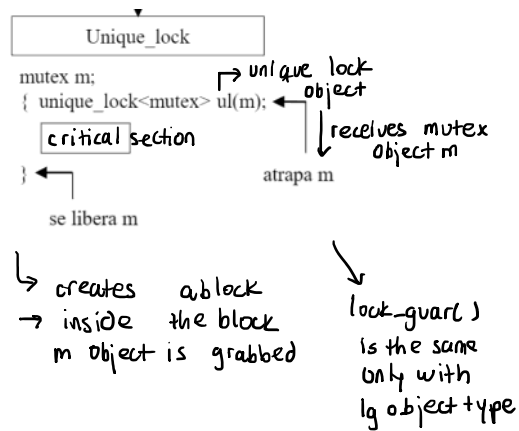 Unique_lock
mutex m;
{ unique_lock<mutex> ul(m);
unique lock
object
critical section
receives mutex
object m
}
atrapa m
se libera m
creates a block
inside the block
m object is grabbed
lock_guar()
is the same
only with
lg object type